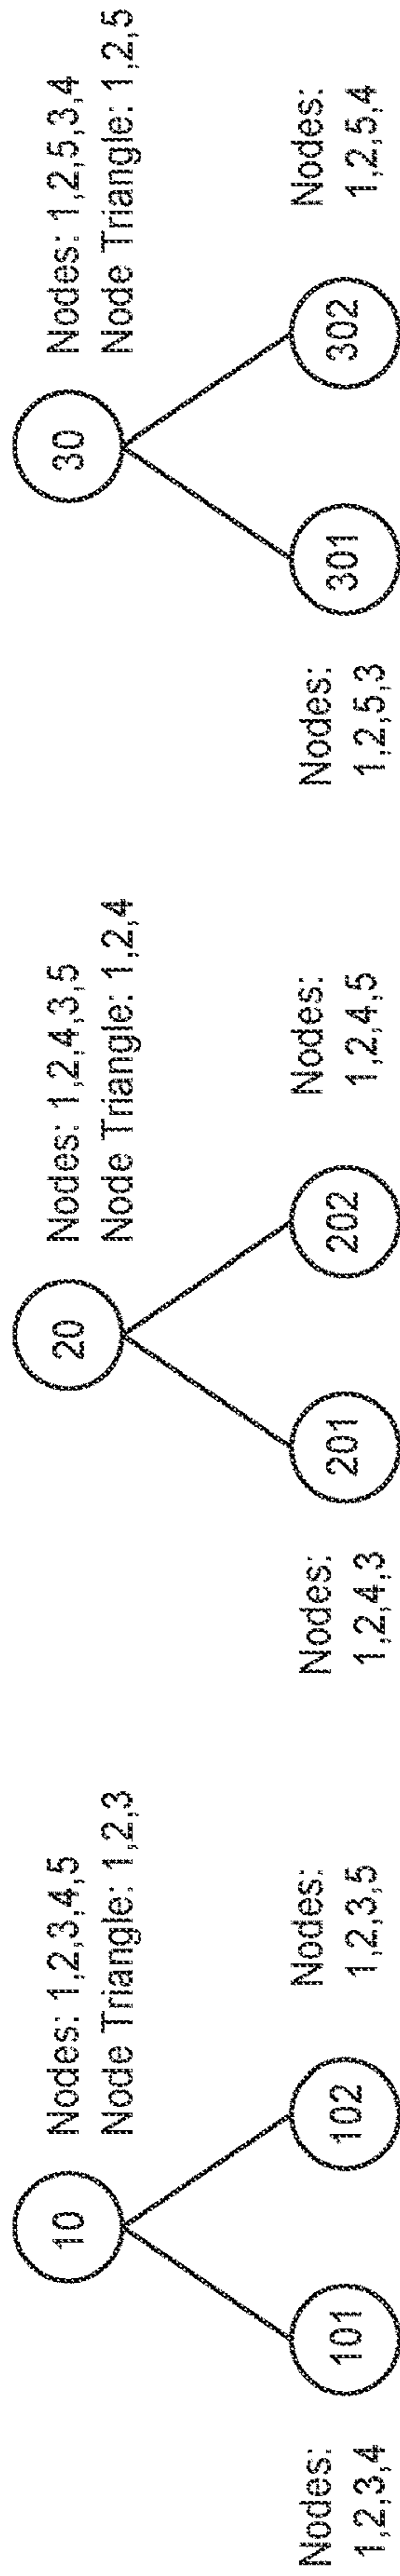 10
Nodes: 1,2,3,4,5
Node Triangle: 1,2,3
Nodes:
1,2,3,4
101
102
Nodes:
1,2,3,5
20
Nodes: 1,2,4,3,5
Node Triangle: 1,2,4
Nodes:
1,2,4,3
201
202
Nodes:
1,2,4,5
30
Nodes: 1,2,5,3,4
Node Triangle: 1,2,5
Nodes:
1,2,5,3
301
302
Nodes:
1,2,5,4